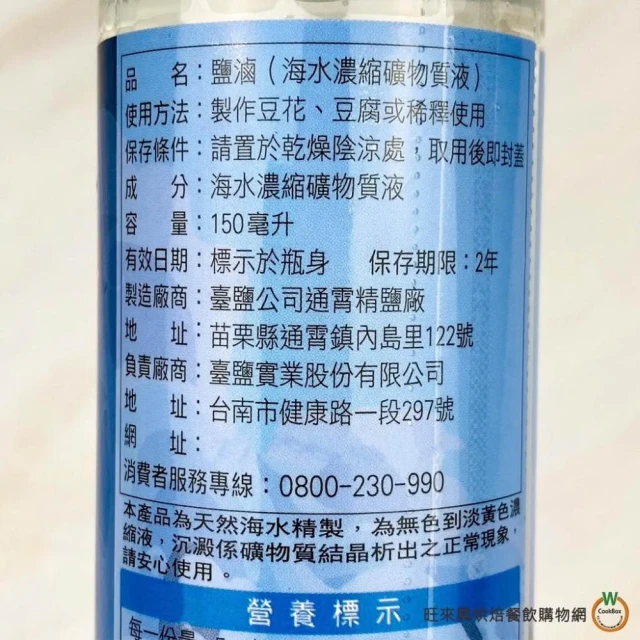 品　　名：鹽滷（海水濃縮礦物質液）
使用方法：製作豆花、豆腐或稀釋使用
保存條件：請置於乾燥陰涼處，取用後即封蓋
成　　分：海水濃縮礦物質液
容　　量：150毫升
有效日期：標示於瓶身　　保存期限：2年
製造廠商：臺鹽公司通霄精鹽廠
地　　址：苗栗縣通霄鎮內島里122號
負責廠商：臺鹽實業股份有限公司
地　　址：台南市健康路一段297號
網　　址：
消費者服務專線：0800-230-990
本產品為天然海水精製，為無色到淡黃色濃
縮液，沉澱係礦物質結晶析出之正常現象，
請安心使用。
營養標示
每一份量
W
CookBox
旺來興烘焙餐飲購物網